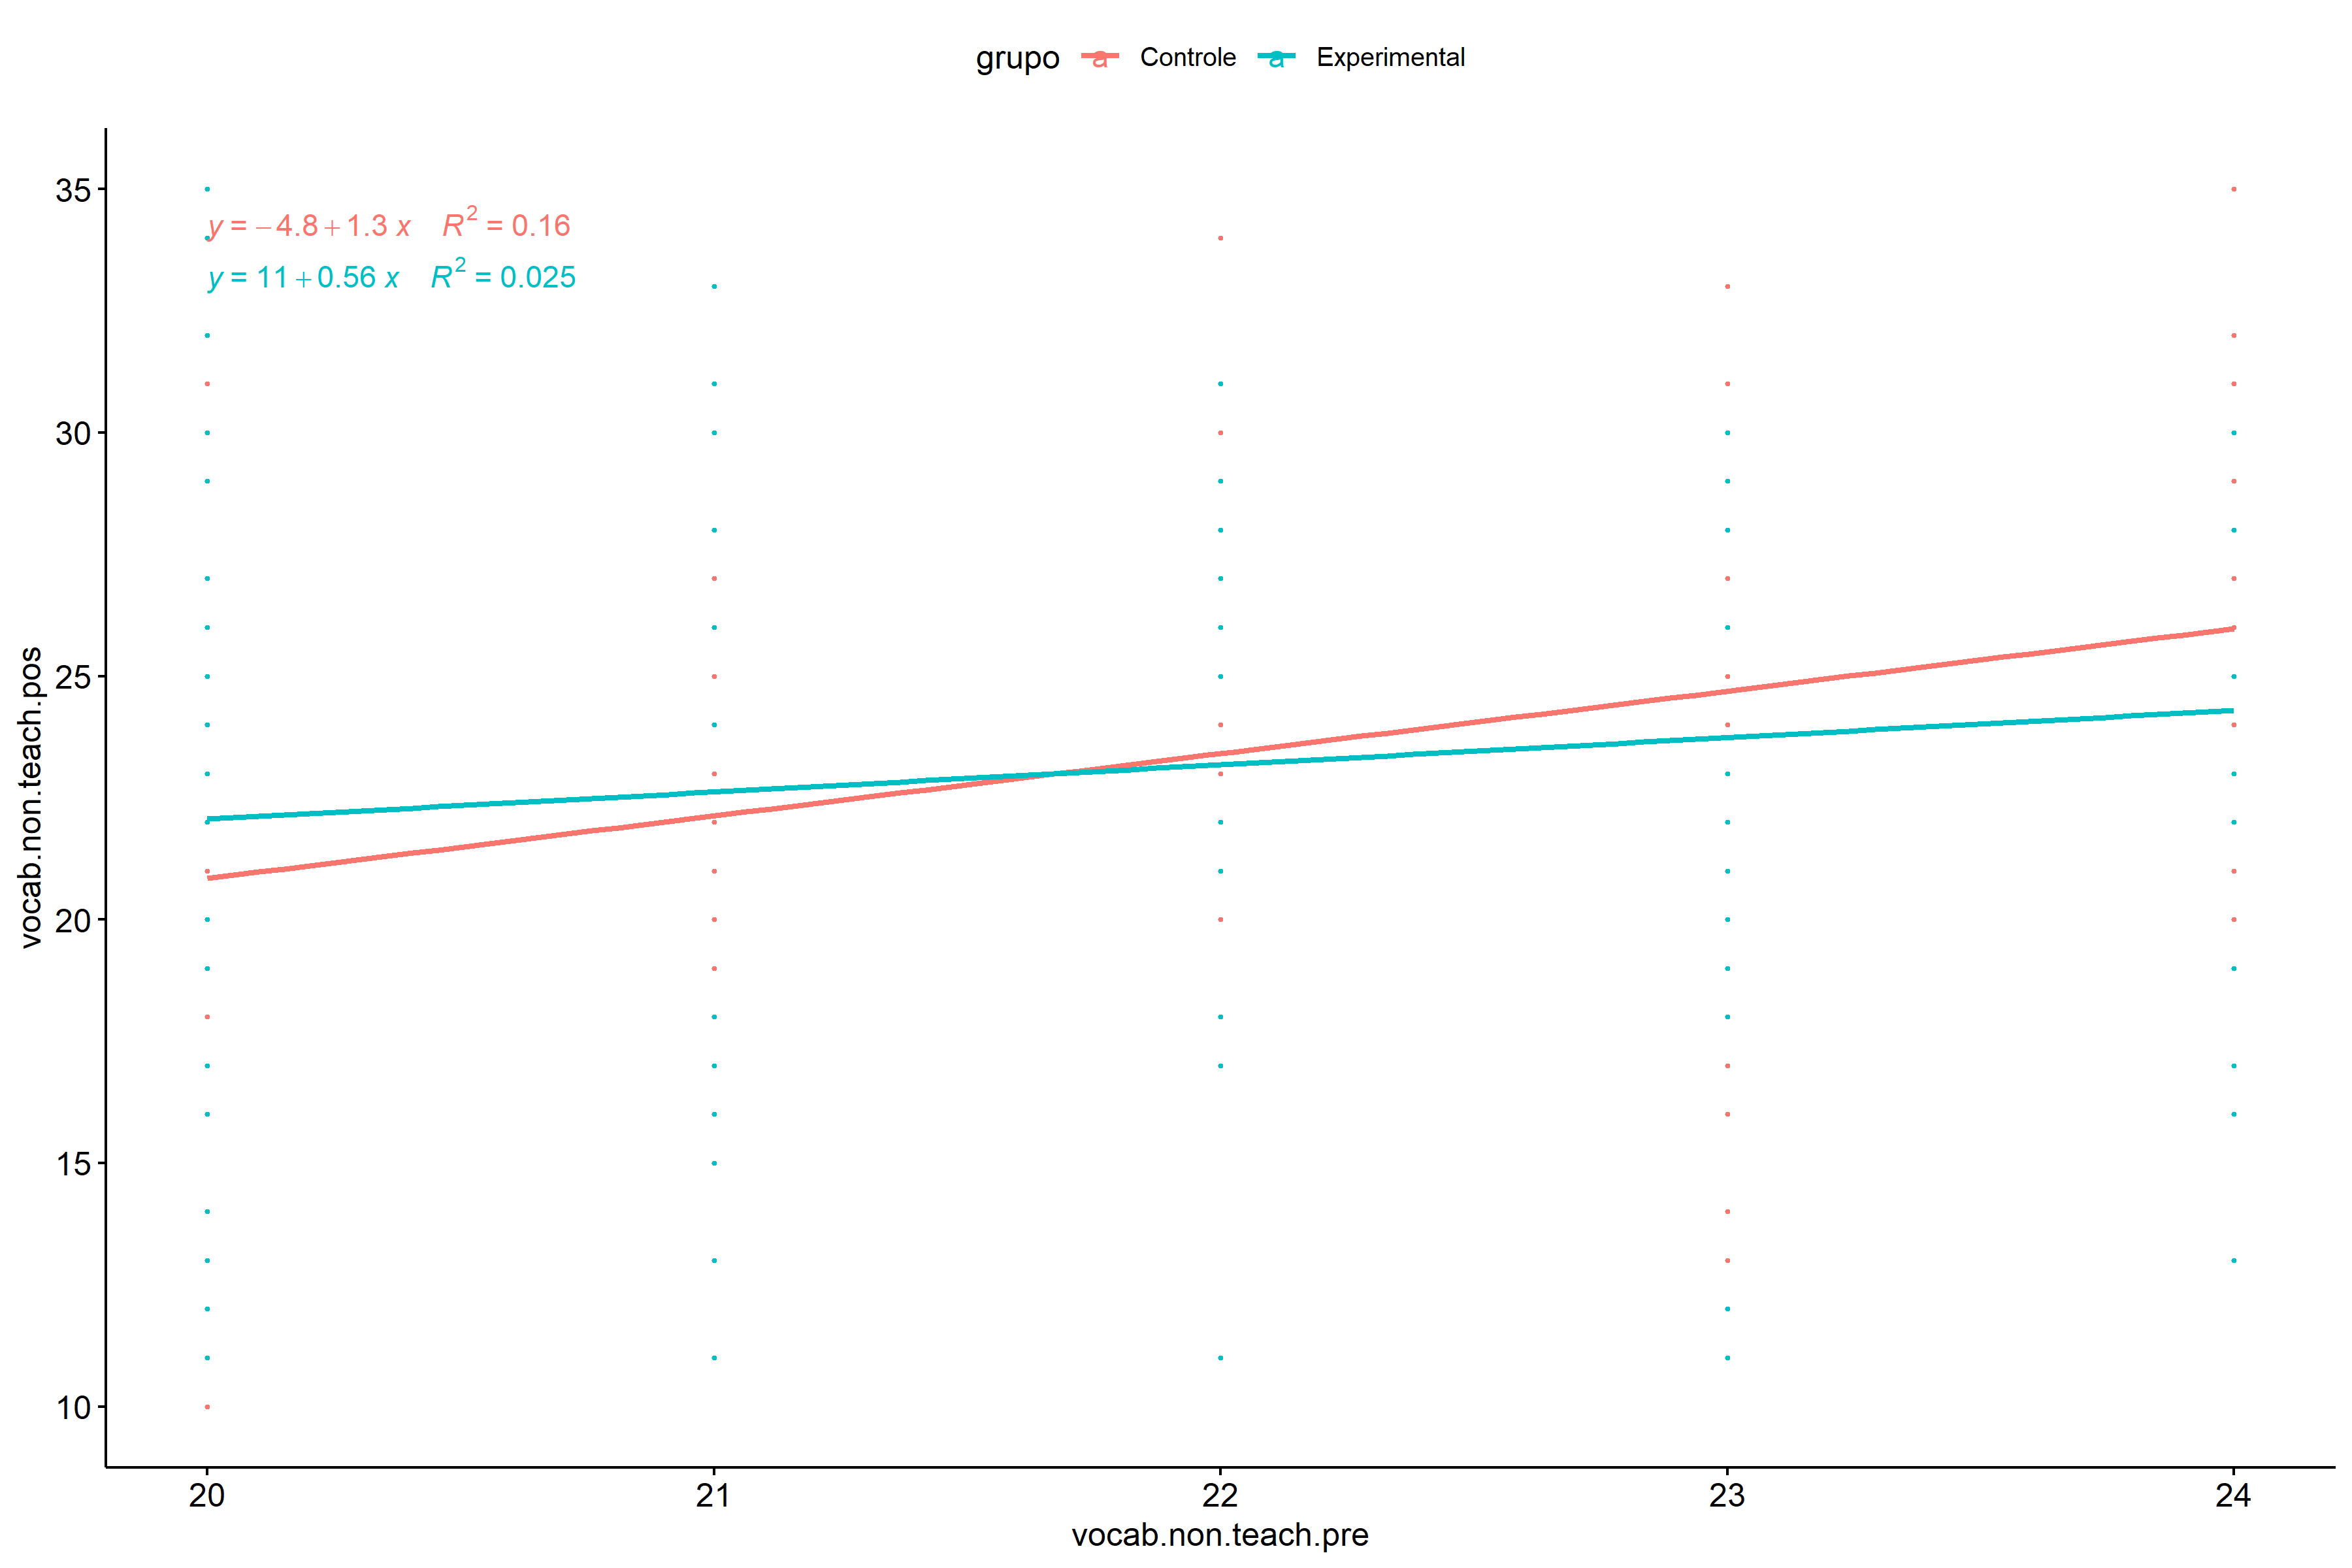 grupo a Controle a Experimental
35
y = −4.8 + 1.3 x R² = 0.16
y = 11 + 0.56 x R² = 0.025
30
25
20
15
10
vocab.non.teach.pos
20 21 22 23 24
vocab.non.teach.pre